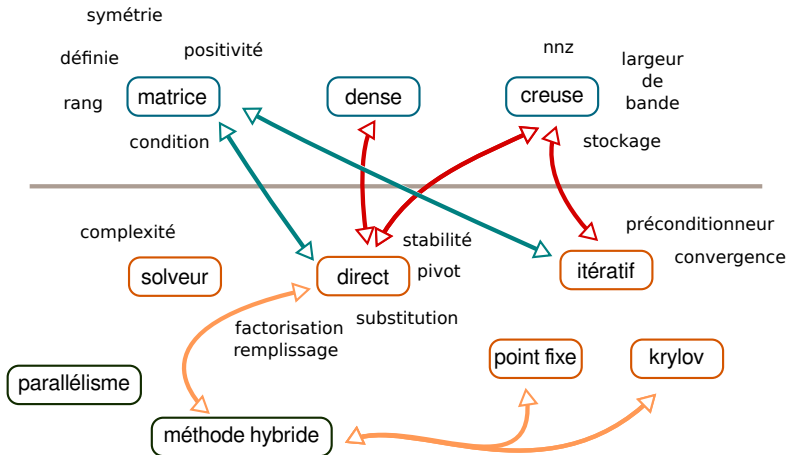 symétrie
définie
positivité
nnz
largeur
de
bande
rang
matrice
dense
creuse
condition
stockage
complexité
stabilité
préconditionneur
convergence
solveur
direct
pivot
itératif
factorisation
remplissage
substitution
point fixe
krylov
parallélisme
méthode hybride